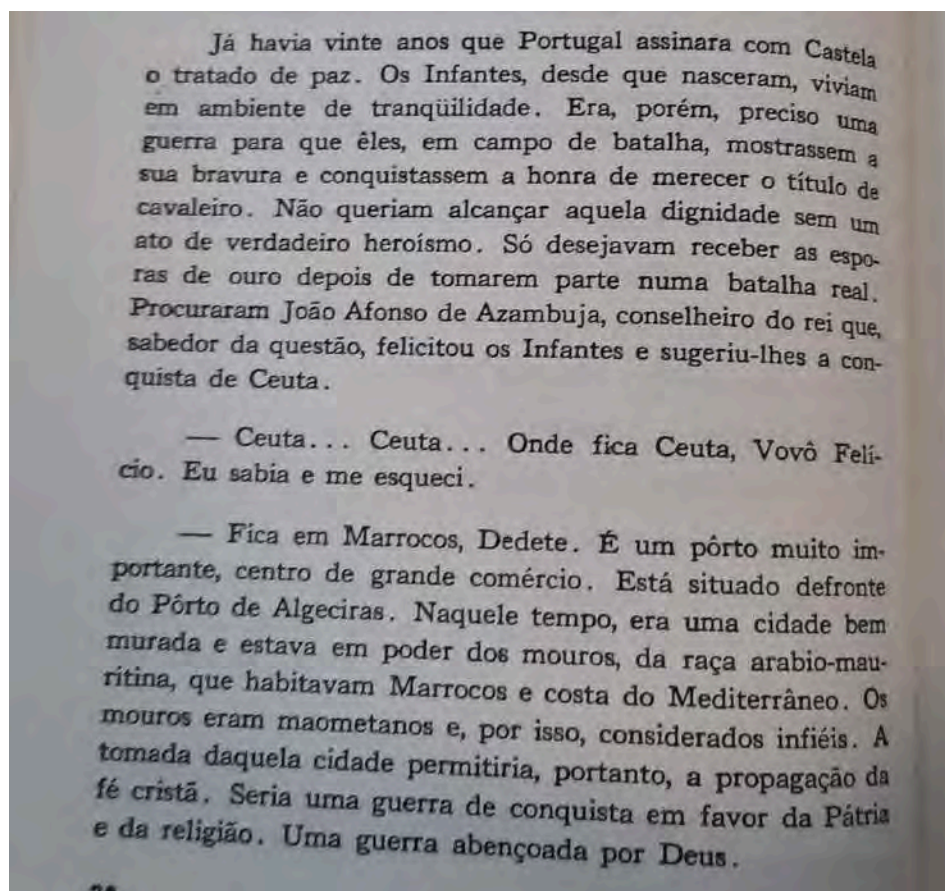 Já havia vinte anos que Portugal assinara com Castela
o tratado de paz. Os Infantes, desde que nasceram, viviam
em ambiente de tranqüilidade. Era, porém, preciso uma
guerra para que êles, em campo de batalha, mostrassem a
sua bravura e conquistassem a honra de merecer o título de
cavaleiro. Não queriam alcançar aquela dignidade sem um
ato de verdadeiro heroísmo. Só desejavam receber as espo-
ras de ouro depois de tomarem parte numa batalha real.
Procuraram João Afonso de Azambuja, conselheiro do rei que,
sabedor da questão, felicitou os Infantes e sugeriu-lhes a con-
quista de Ceuta.
— Ceuta... Ceuta... Onde fica Ceuta, Vovô Felí-
cio. Eu sabia e me esqueci.
— Fica em Marrocos, Dedete. É um pôrto muito im-
portante, centro de grande comércio. Está situado defronte
do Pôrto de Algeciras. Naquele tempo, era uma cidade bem
murada e estava em poder dos mouros, da raça arabio-mau-
ritina, que habitavam Marrocos e costa do Mediterrâneo. Os
mouros eram maometanos e, por isso, considerados infiéis. A
tomada daquela cidade permitiria, portanto, a propagação da
fé cristã. Seria uma guerra de conquista em favor da Pátria
e da religião. Uma guerra abençoada por Deus.